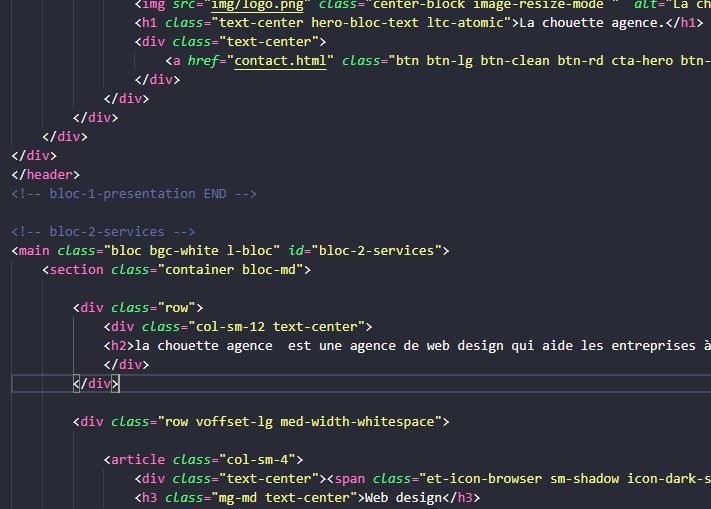 <img src="img/logo.png" class="center-block image-resize-mode " alt="La ch
<h1 class="text-center hero-bloc-text ltc-atomic">La chouette agence.</h1>
<div class="text-center">
<a href="contact.html" class="btn btn-lg btn-clean btn-rd cta-hero btn-
</div>
</div>
</div>
</div>
</div>
</header>
<!-- bloc-1-presentation END -->
<!-- bloc-2-services -->
<main class="bloc bgc-white l-bloc" id="bloc-2-services">
<section class="container bloc-md">
<div class="row">
<div class="col-sm-12 text-center">
<h2>la chouette agence  est une agence de web design qui aide les entreprises à
</div>
</div>
<div class="row voffset-lg med-width-whitespace">
<article class="col-sm-4">
<div class="text-center"><span class="et-icon-browser sm-shadow icon-dark-s
<h3 class="mg-md text-center">Web design</h3>